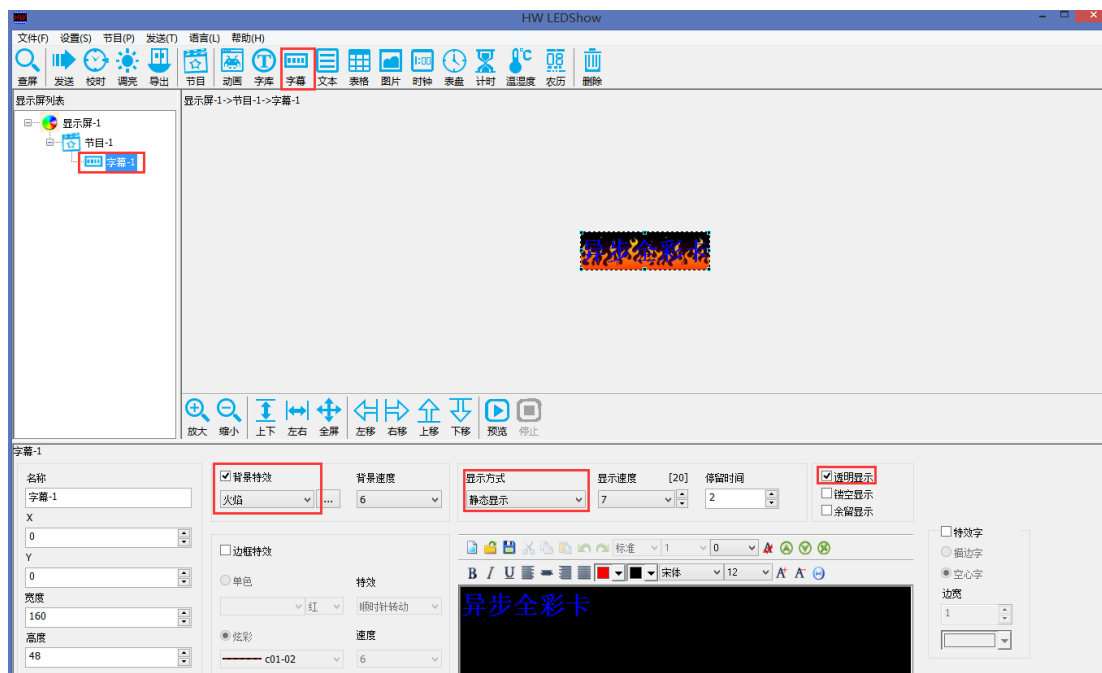 HW LEDShow
文件(F) 设置(S) 节目(P) 发送(T) 语言(L) 帮助(H)
查屏 发送 校时 调亮 导出 节目 动画 字库 字幕 文本 表格 图片 时钟 表盘 计时 温湿度 农历 删除
显示屏列表
显示屏-1
节目-1
字幕-1
显示屏-1->节目-1->字幕-1
异步全彩卡
放大 缩小 上下 左右 全屏 左移 右移 上移 下移 预览 停止
字幕-1
名称
字幕-1
X
0
Y
0
宽度
160
高度
48
背景特效 背景速度
火焰 ... 6
边框特效
单色 特效
红 顺时针转动
炫彩 速度
c01-02 6
显示方式 显示速度 [20] 停留时间
静态显示 7 2
透明显示
镂空显示
余留显示
标准 1 0
B I U 宋体 12 A A
异步全彩卡
特效字
描边字
空心字
边宽
1